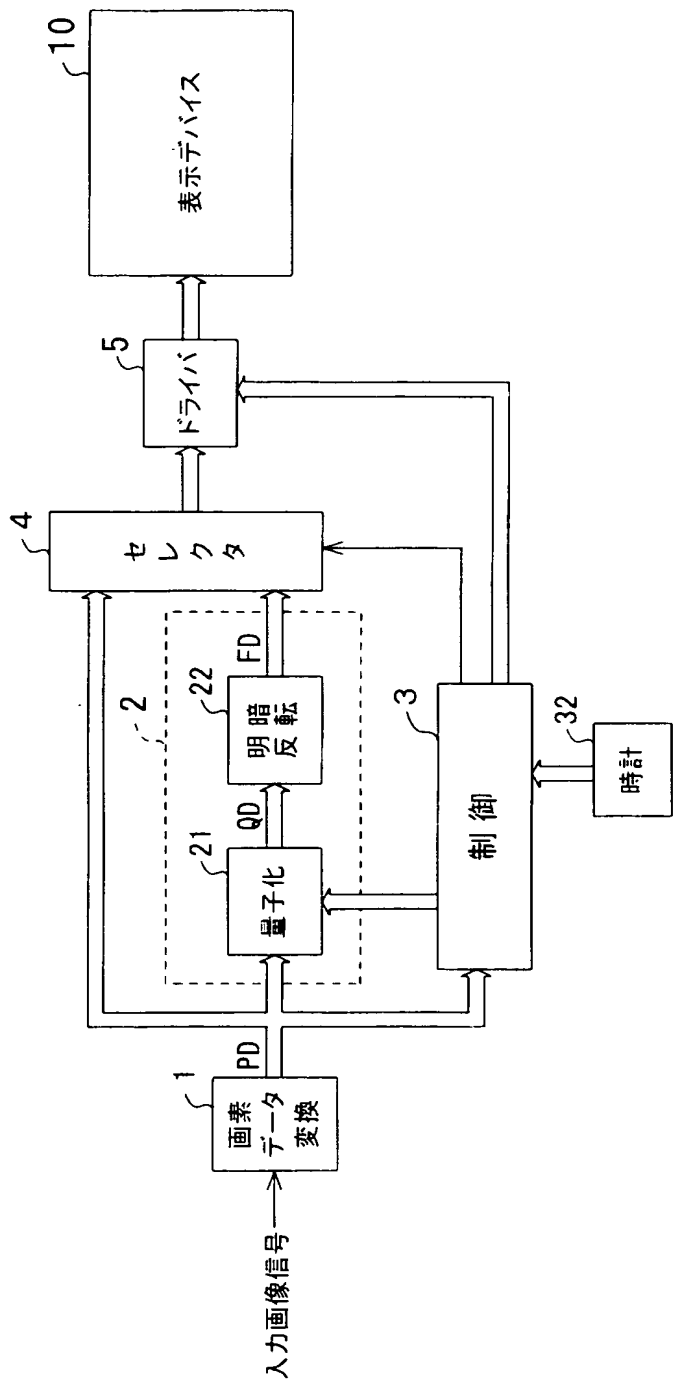 入力画像信号
1
画素
データ
変換
PD
2
21
量子化
QD
22
明暗
反転
FD
4
セレクタ
5
ドライバ
10
表示デバイス
3
制御
32
時計